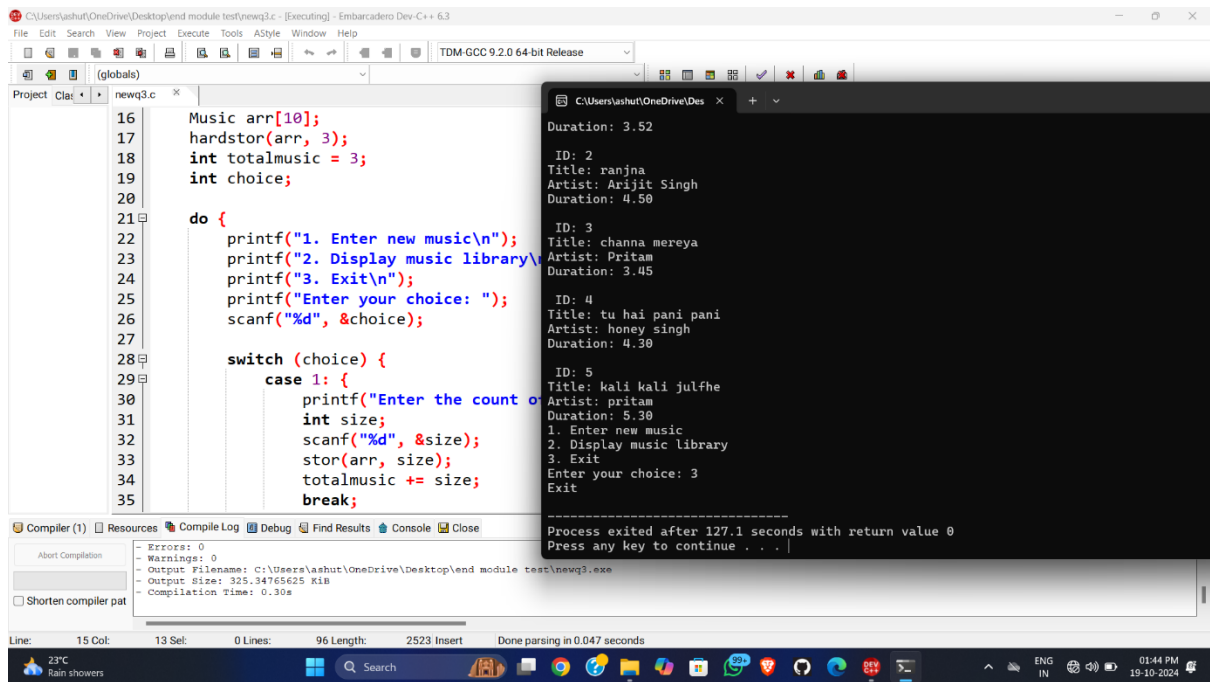 C:\Users\ashut\OneDrive\Desktop\end module test\newq3.c - [Executing] - Embarcadero Dev-C++ 6.3
File Edit Search View Project Execute Tools AStyle Window Help
TDM-GCC 9.2.0 64-bit Release
(globals)
Project Clas newq3.c
16 Music arr[10];
17 hardstor(arr, 3);
18 int totalmusic = 3;
19 int choice;
20
21 do {
22 printf("1. Enter new music\n");
23 printf("2. Display music library\n
24 printf("3. Exit\n");
25 printf("Enter your choice: ");
26 scanf("%d", &choice);
27
28 switch (choice) {
29 case 1: {
30 printf("Enter the count of
31 int size;
32 scanf("%d", &size);
33 stor(arr, size);
34 totalmusic += size;
35 break;
C:\Users\ashut\OneDrive\Des
Duration: 3.52
ID: 2
Title: ranjna
Artist: Arijit Singh
Duration: 4.50
ID: 3
Title: channa mereya
Artist: Pritam
Duration: 3.45
ID: 4
Title: tu hai pani pani
Artist: honey singh
Duration: 4.30
ID: 5
Title: kali kali julfhe
Artist: pritam
Duration: 5.30
1. Enter new music
2. Display music library
3. Exit
Enter your choice: 3
Exit
--------------------------------
Process exited after 127.1 seconds with return value 0
Press any key to continue . . .
Compiler (1) Resources Compile Log Debug Find Results Console Close
Abort Compilation
Shorten compiler pat
- Errors: 0
- Warnings: 0
- Output Filename: C:\Users\ashut\OneDrive\Desktop\end module test\newq3.exe
- Output Size: 325.34765625 KiB
- Compilation Time: 0.30s
Line: 15 Col: 13 Sel: 0 Lines: 96 Length: 2523 Insert Done parsing in 0.047 seconds
23°C
Rain showers
Search
99+
DEV C++
ENG
IN
01:44 PM
19-10-2024